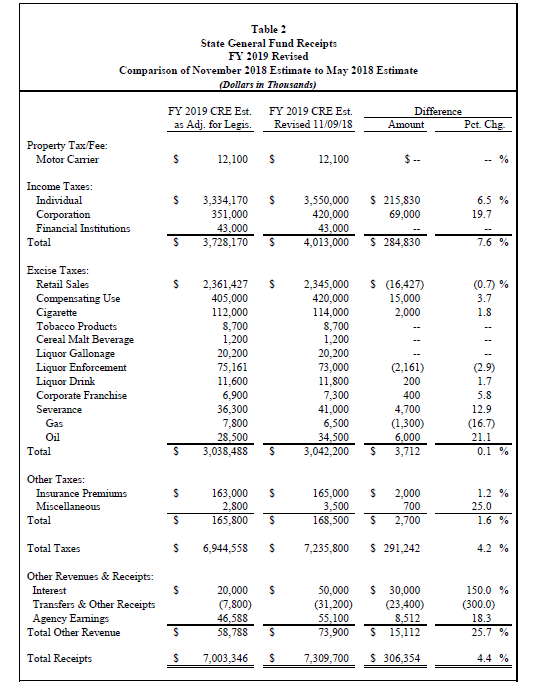 Table 2
State General Fund Receipts
FY 2019 Revised
Comparison of November 2018 Estimate to May 2018 Estimate
(Dollars in Thousands)
FY 2019 CRE Est. FY 2019 CRE Est. Difference
as Adj. for Legis. Revised 11/09/18 Amount Pct. Chg.
Property Tax/Fee:
Motor Carrier $ 12,100 $ 12,100 $ -- -- %
Income Taxes:
Individual $ 3,334,170 $ 3,550,000 $ 215,830 6.5 %
Corporation 351,000 420,000 69,000 19.7
Financial Institutions 43,000 43,000 -- --
Total $ 3,728,170 $ 4,013,000 $ 284,830 7.6 %
Excise Taxes:
Retail Sales $ 2,361,427 $ 2,345,000 $ (16,427) (0.7) %
Compensating Use 405,000 420,000 15,000 3.7
Cigarette 112,000 114,000 2,000 1.8
Tobacco Products 8,700 8,700 -- --
Cereal Malt Beverage 1,200 1,200 -- --
Liquor Gallonage 20,200 20,200 -- --
Liquor Enforcement 75,161 73,000 (2,161) (2.9)
Liquor Drink 11,600 11,800 200 1.7
Corporate Franchise 6,900 7,300 400 5.8
Severance 36,300 41,000 4,700 12.9
Gas 7,800 6,500 (1,300) (16.7)
Oil 28,500 34,500 6,000 21.1
Total $ 3,038,488 $ 3,042,200 $ 3,712 0.1 %
Other Taxes:
Insurance Premiums $ 163,000 $ 165,000 $ 2,000 1.2 %
Miscellaneous 2,800 3,500 700 25.0
Total $ 165,800 $ 168,500 $ 2,700 1.6 %
Total Taxes $ 6,944,558 $ 7,235,800 $ 291,242 4.2 %
Other Revenues & Receipts:
Interest $ 20,000 $ 50,000 $ 30,000 150.0 %
Transfers & Other Receipts (7,800) (31,200) (23,400) (300.0)
Agency Earnings 46,588 55,100 8,512 18.3
Total Other Revenue $ 58,788 $ 73,900 $ 15,112 25.7 %
Total Receipts $ 7,003,346 $ 7,309,700 $ 306,354 4.4 %